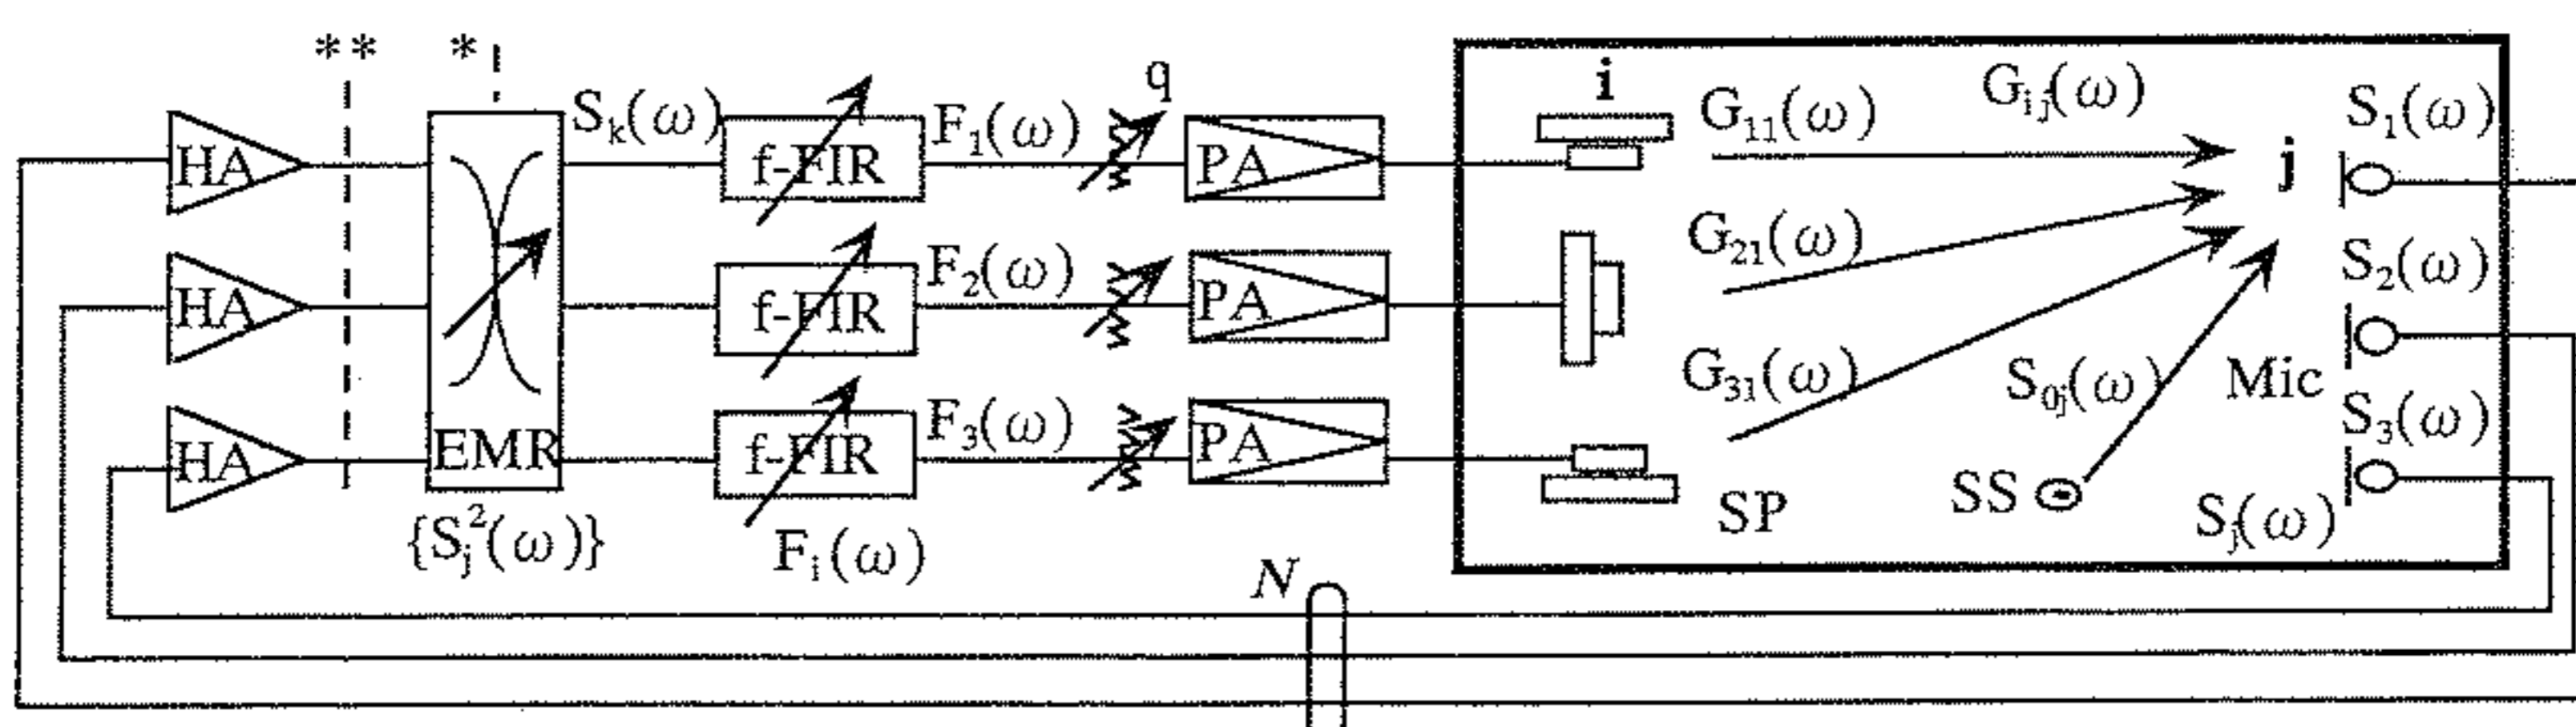 ** *
HA
HA
HA
EMR
{S_j^2(ω)}
S_k(ω)
f-FIR
f-FIR
f-FIR
F_i(ω)
F_1(ω)
F_2(ω)
F_3(ω)
q
PA
PA
PA
N
i
G_11(ω)
G_ij(ω)
G_21(ω)
G_31(ω)
S_0j(ω)
SP
SS
j
Mic
S_1(ω)
S_2(ω)
S_3(ω)
S_j(ω)